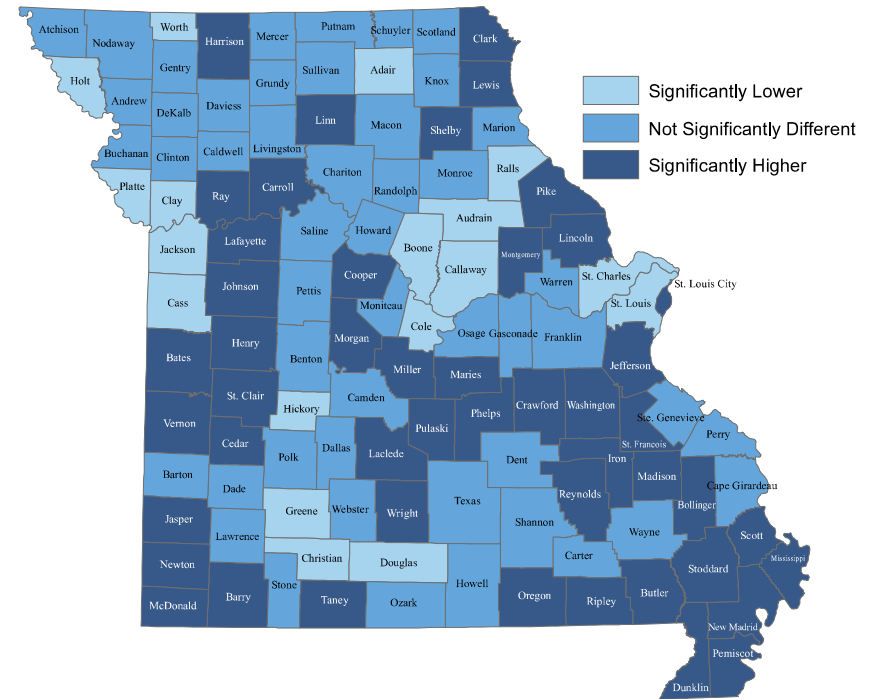 Atchison
Nodaway
Worth
Harrison
Mercer
Putnam
Schuyler
Scotland
Clark
Holt
Gentry
Grundy
Sullivan
Adair
Knox
Lewis
Andrew
DeKalb
Daviess
Linn
Macon
Shelby
Marion
Buchanan
Clinton
Caldwell
Livingston
Chariton
Randolph
Monroe
Ralls
Pike
Platte
Clay
Ray
Carroll
Significantly Lower
Not Significantly Different
Significantly Higher
Jackson
Lafayette
Saline
Howard
Boone
Audrain
Callaway
Montgomery
Lincoln
Warren
St. Charles
St. Louis
St. Louis City
Cass
Johnson
Pettis
Cooper
Moniteau
Cole
Osage
Gasconade
Franklin
Jefferson
Bates
Henry
Benton
Morgan
Miller
Maries
Vernon
St. Clair
Hickory
Camden
Pulaski
Phelps
Crawford
Washington
Ste. Genevieve
St. Francois
Perry
Cedar
Polk
Dallas
Laclede
Dent
Iron
Reynolds
Madison
Bollinger
Cape Girardeau
Barton
Dade
Greene
Webster
Wright
Texas
Shannon
Wayne
Scott
Mississippi
Jasper
Lawrence
Christian
Douglas
Howell
Carter
Stoddard
Newton
McDonald
Barry
Stone
Taney
Ozark
Oregon
Ripley
Butler
New Madrid
Pemiscot
Dunklin